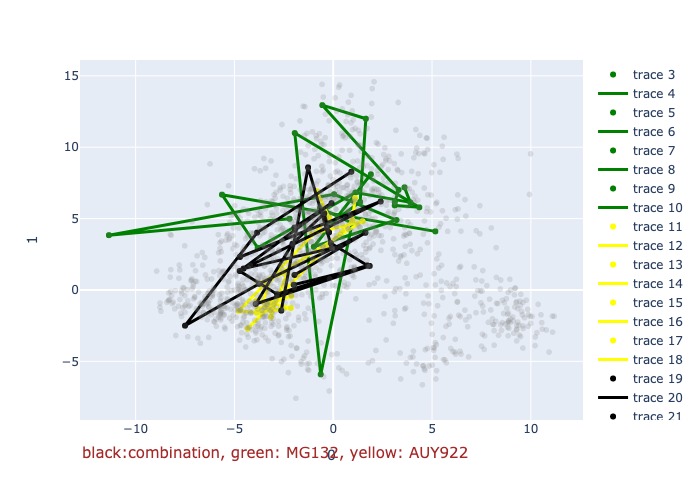 15
10
5
0
−5
1
−10
−5
0
5
10
0
black:combination, green: MG132, yellow: AUY922
trace 3
trace 4
trace 5
trace 6
trace 7
trace 8
trace 9
trace 10
trace 11
trace 12
trace 13
trace 14
trace 15
trace 16
trace 17
trace 18
trace 19
trace 20
trace 21